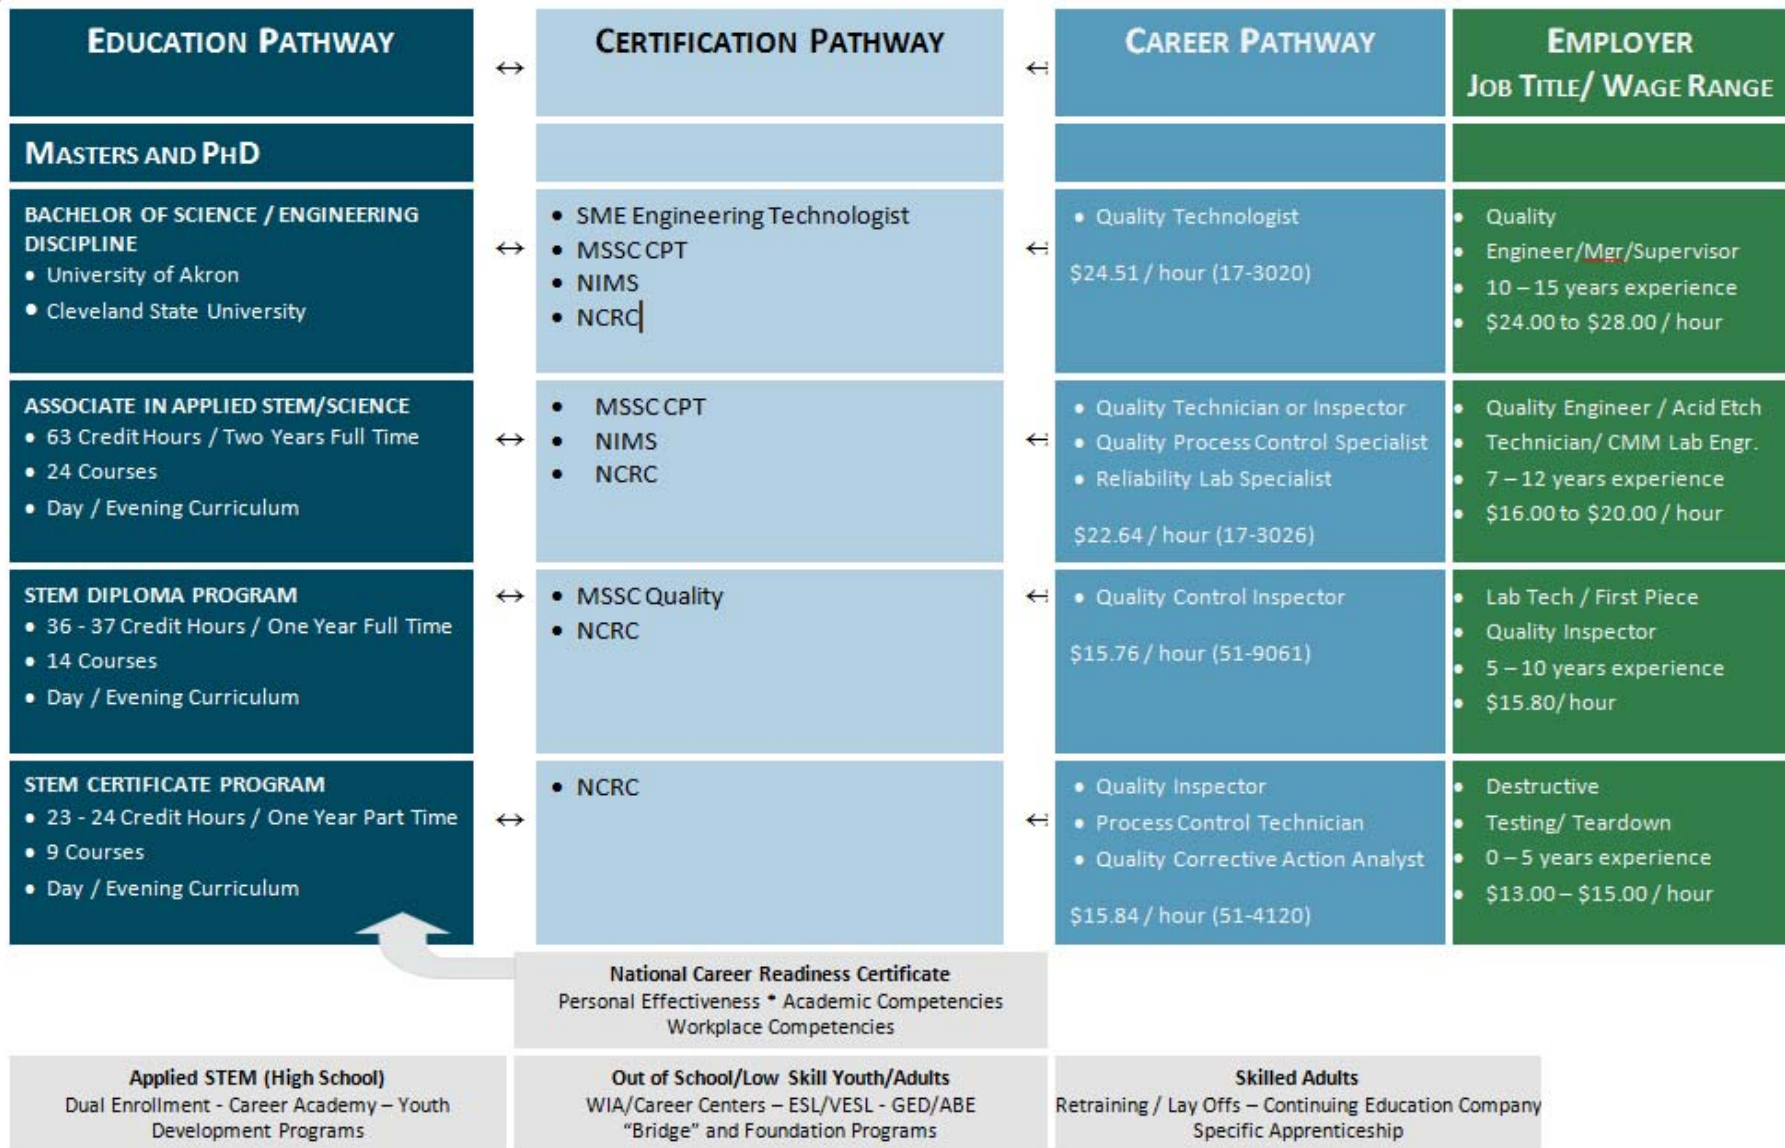 EDUCATION PATHWAY
↔
CERTIFICATION PATHWAY
←
CAREER PATHWAY
EMPLOYER
JOB TITLE/ WAGE RANGE
MASTERS AND PHD
BACHELOR OF SCIENCE / ENGINEERING
DISCIPLINE
• University of Akron
• Cleveland State University
↔
• SME Engineering Technologist
• MSSC CPT
• NIMS
• NCRC
←
• Quality Technologist
$24.51 / hour (17-3020)
• Quality
• Engineer/Mgr/Supervisor
• 10 – 15 years experience
• $24.00 to $28.00 / hour
ASSOCIATE IN APPLIED STEM/SCIENCE
• 63 Credit Hours / Two Years Full Time
• 24 Courses
• Day / Evening Curriculum
↔
• MSSC CPT
• NIMS
• NCRC
←
• Quality Technician or Inspector
• Quality Process Control Specialist
• Reliability Lab Specialist
$22.64 / hour (17-3026)
• Quality Engineer / Acid Etch
• Technician/ CMM Lab Engr.
• 7 – 12 years experience
• $16.00 to $20.00 / hour
STEM DIPLOMA PROGRAM
• 36 - 37 Credit Hours / One Year Full Time
• 14 Courses
• Day / Evening Curriculum
↔
• MSSC Quality
• NCRC
←
• Quality Control Inspector
$15.76 / hour (51-9061)
• Lab Tech / First Piece
• Quality Inspector
• 5 – 10 years experience
• $15.80/ hour
STEM CERTIFICATE PROGRAM
• 23 - 24 Credit Hours / One Year Part Time
• 9 Courses
• Day / Evening Curriculum
↔
• NCRC
←
• Quality Inspector
• Process Control Technician
• Quality Corrective Action Analyst
$15.84 / hour (51-4120)
• Destructive
• Testing/ Teardown
• 0 – 5 years experience
• $13.00 – $15.00 / hour
National Career Readiness Certificate
Personal Effectiveness * Academic Competencies
Workplace Competencies
Applied STEM (High School)
Dual Enrollment - Career Academy – Youth
Development Programs
Out of School/Low Skill Youth/Adults
WIA/Career Centers – ESL/VESL - GED/ABE
“Bridge” and Foundation Programs
Skilled Adults
Retraining / Lay Offs – Continuing Education Company
Specific Apprenticeship